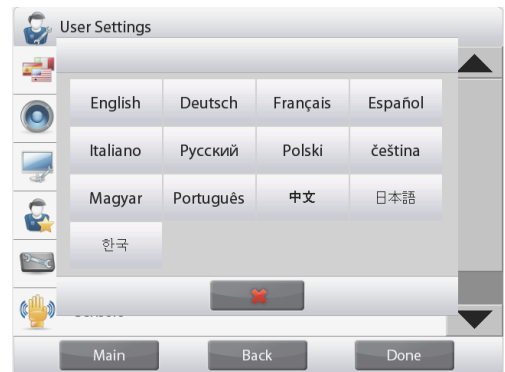 User Settings
English Deutsch Français Español
Italiano Русский Polski čeština
Magyar Português 中文 日本語
한국
Main Back Done